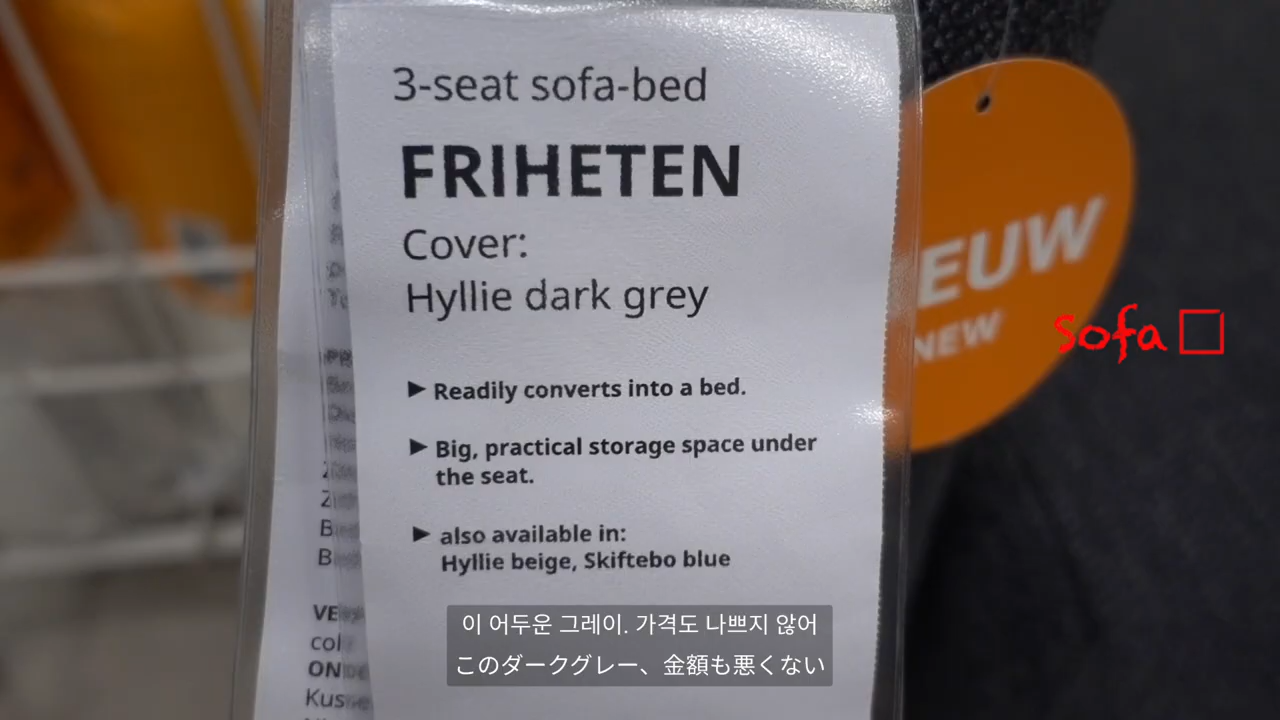 3-seat sofa-bed
FRIHETEN
Cover:
Hyllie dark grey
► Readily converts into a bed.
► Big, practical storage space under
the seat.
► also available in:
Hyllie beige, Skiftebo blue
EUW
NEW
Sofa □
col
Kus
이 어두운 그레이. 가격도 나쁘지 않어
このダークグレー、金額も悪くない